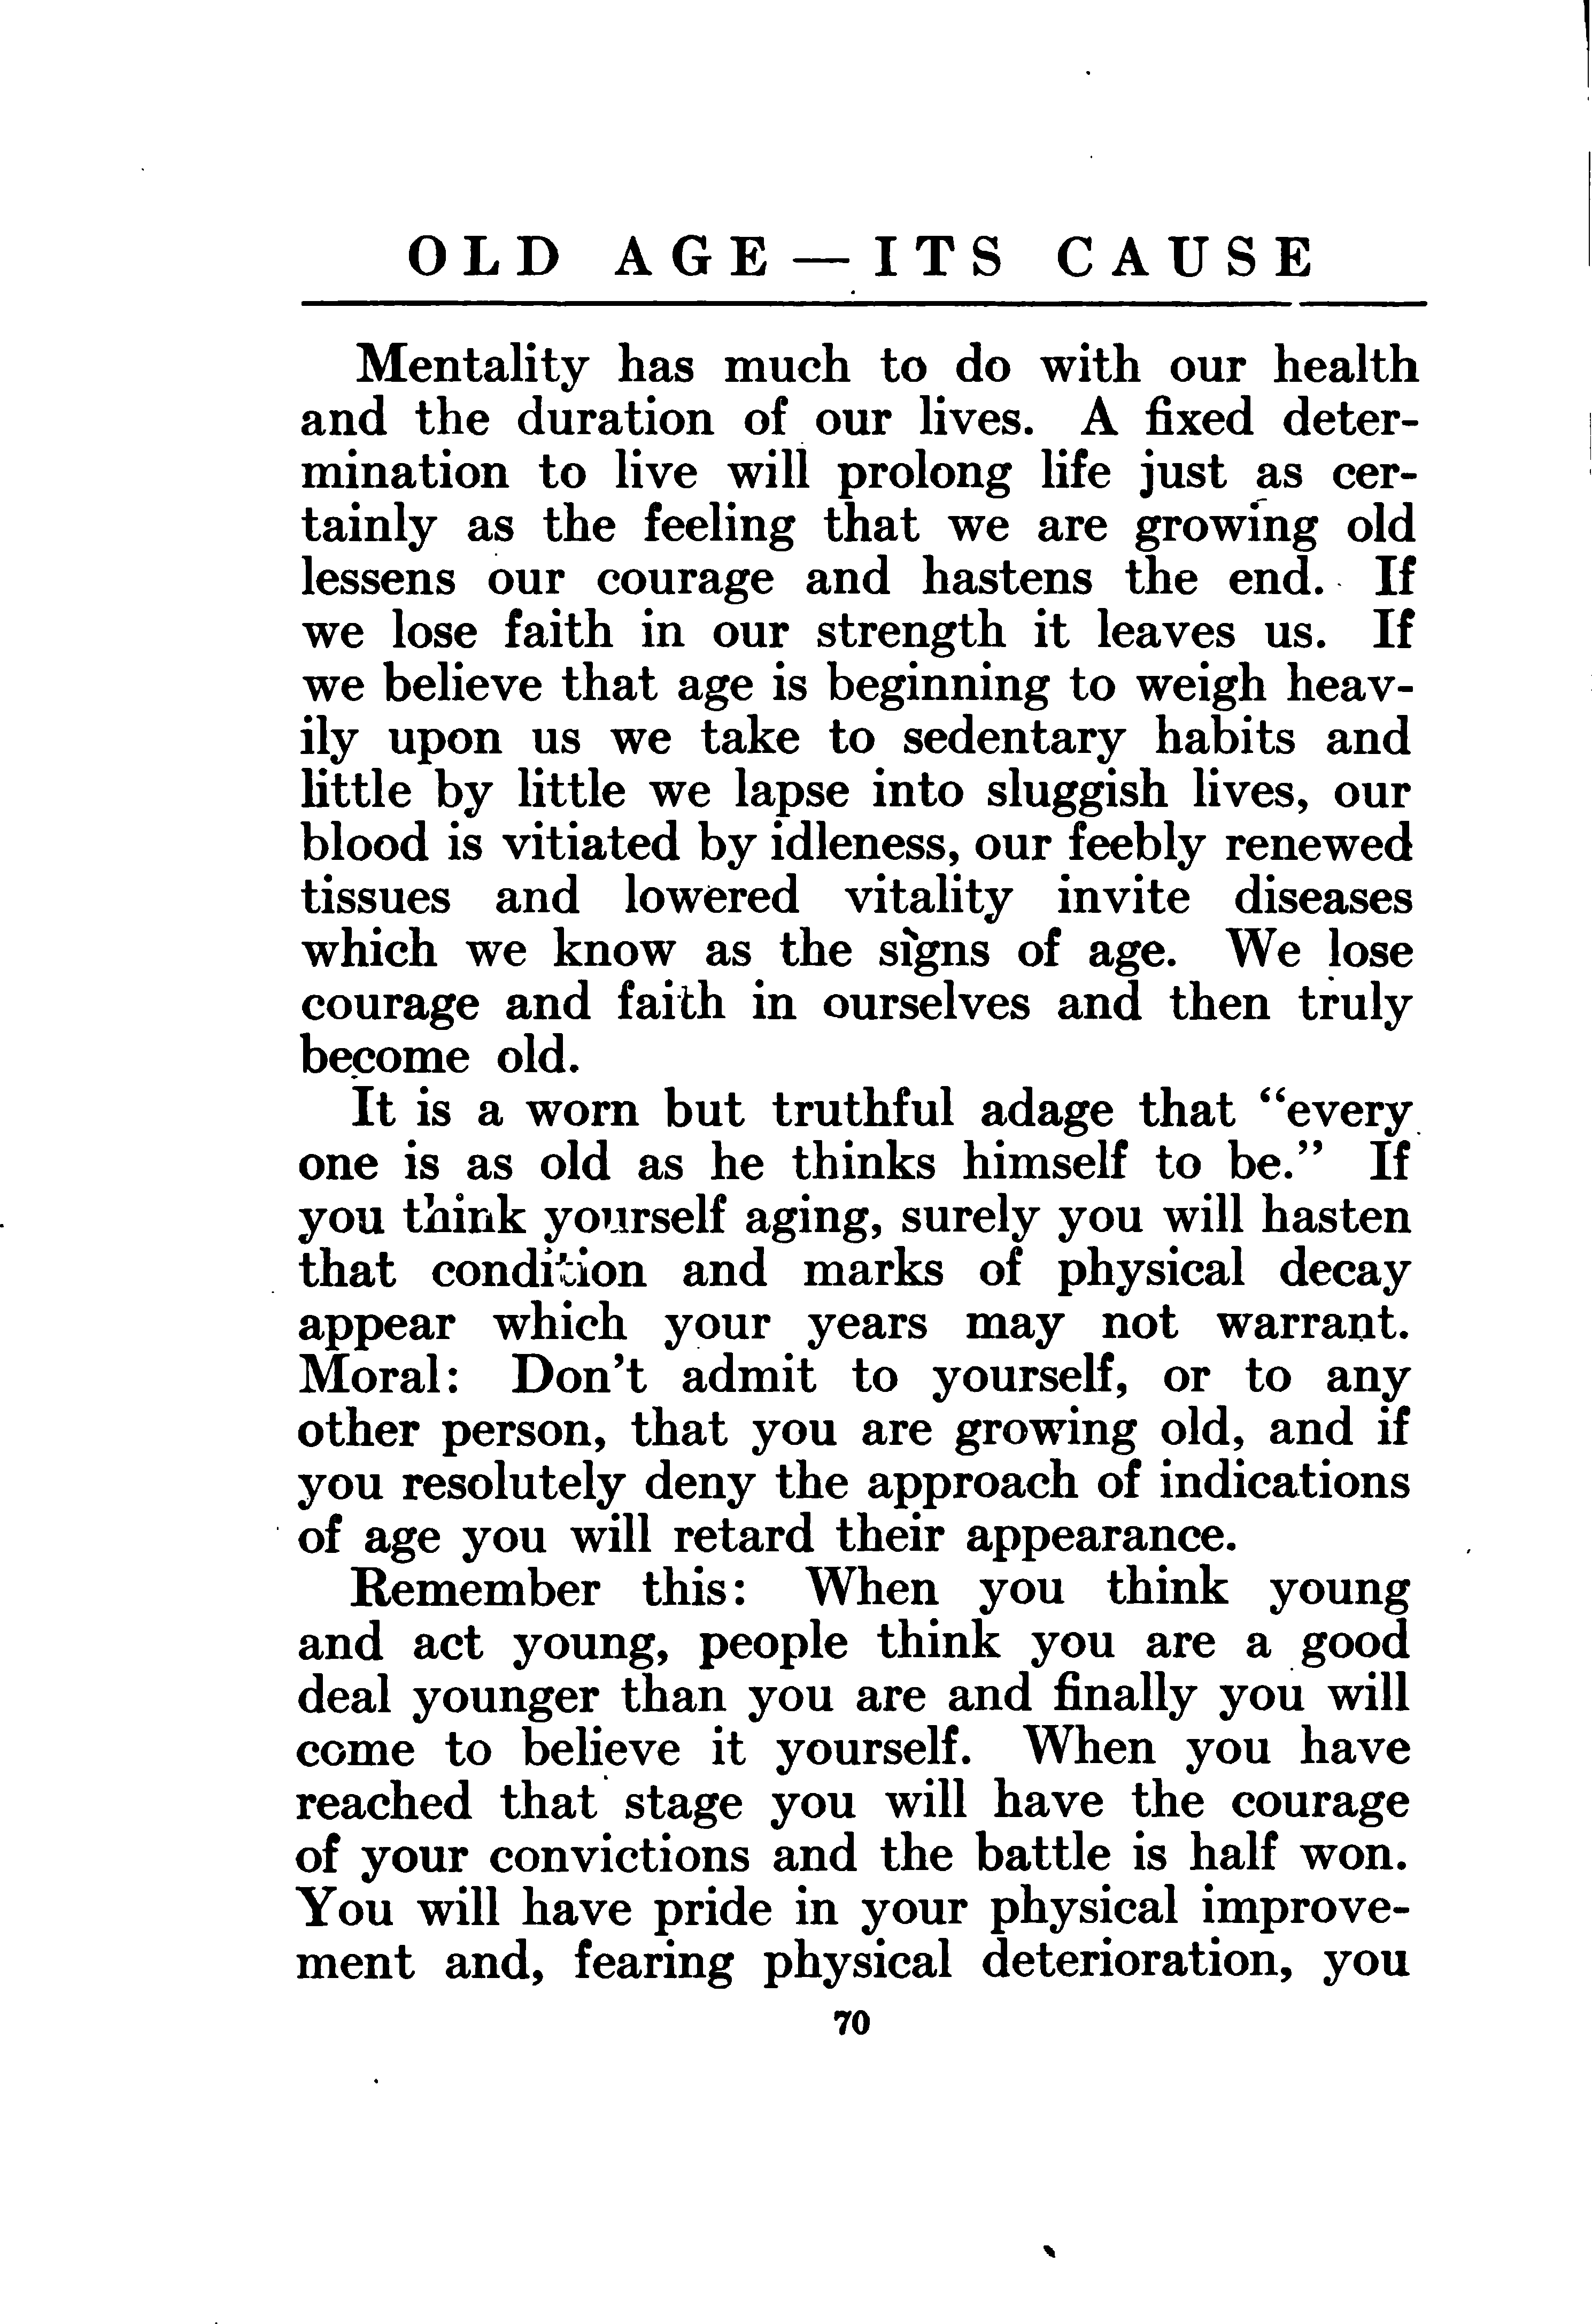 OLD AGE—ITS CAUSE
Mentality has much to do with our health
and the duration of our lives. A fixed deter-
mination to live will prolong life just as cer-
tainly as the feeling that we are growing old
lessens our courage and hastens the end. If
we lose faith in our strength it leaves us. If
we believe that age is beginning to weigh heav-
ily upon us we take to sedentary habits and
little by little we lapse into sluggish lives, our
blood is vitiated by idleness, our feebly renewed
tissues and lowered vitality invite diseases
which we know as the signs of age. We lose
courage and faith in ourselves and then truly
become old.
It is a worn but truthful adage that “every
one is as old as he thinks himself to be.” If
you think yourself aging, surely you will hasten
that condition and marks of physical decay
appear which your years may not warrant.
Moral: Don't admit to yourself, or to any
other person, that you are growing old, and if
you resolutely deny the approach of indications
of age you will retard their appearance.
Remember this: When you think young
and act young, people think you are a good
deal younger than you are and finally you will
come to believe it yourself. When you have
reached that stage you will have the courage
of your convictions and the battle is half won.
You will have pride in your physical improve-
ment and, fearing physical deterioration, you
70